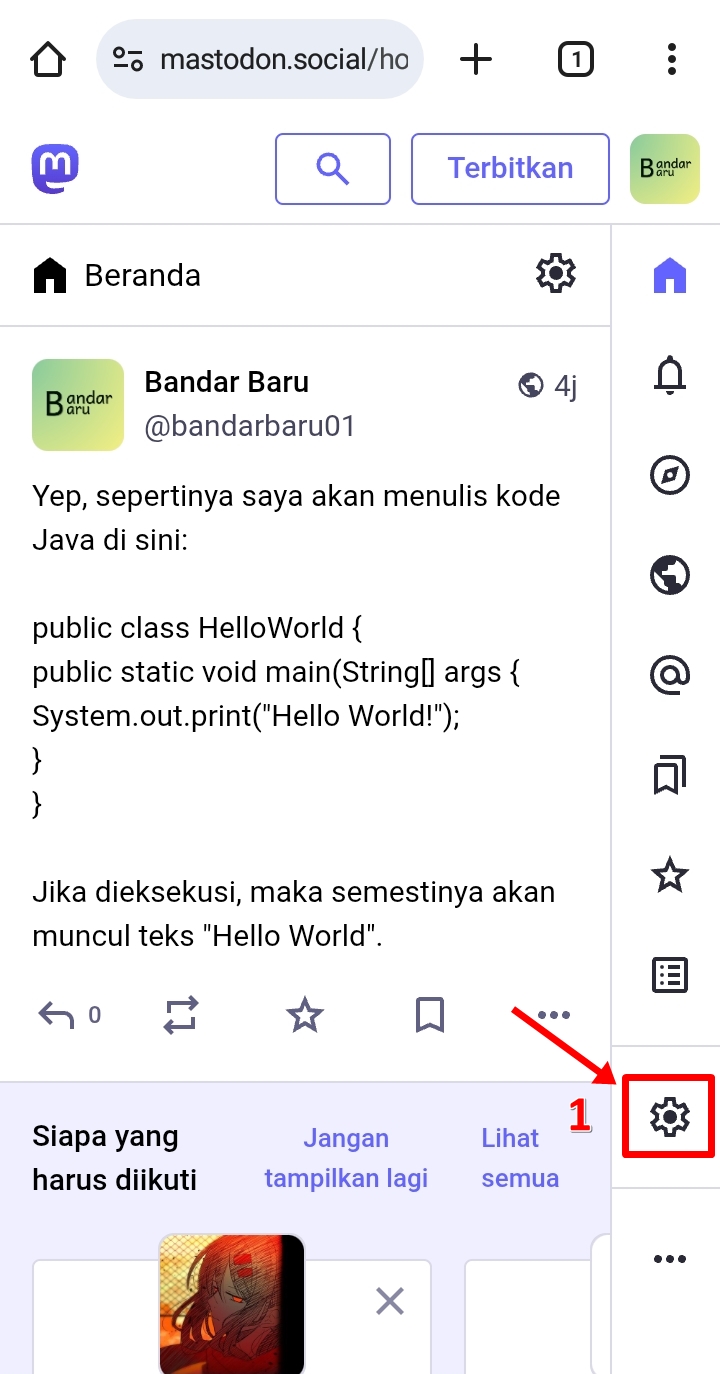 mastodon.social/ho
1
Terbitkan
Bandar
Baru
Beranda
Bandar
Baru
Bandar Baru
4j
@bandarbaru01
Yep, sepertinya saya akan menulis kode
Java di sini:
public class HelloWorld {
public static void main(String[] args {
System.out.print("Hello World!");
}
}
Jika dieksekusi, maka semestinya akan
muncul teks "Hello World".
0
1
Siapa yang
harus diikuti
Jangan
tampilkan lagi
Lihat
semua